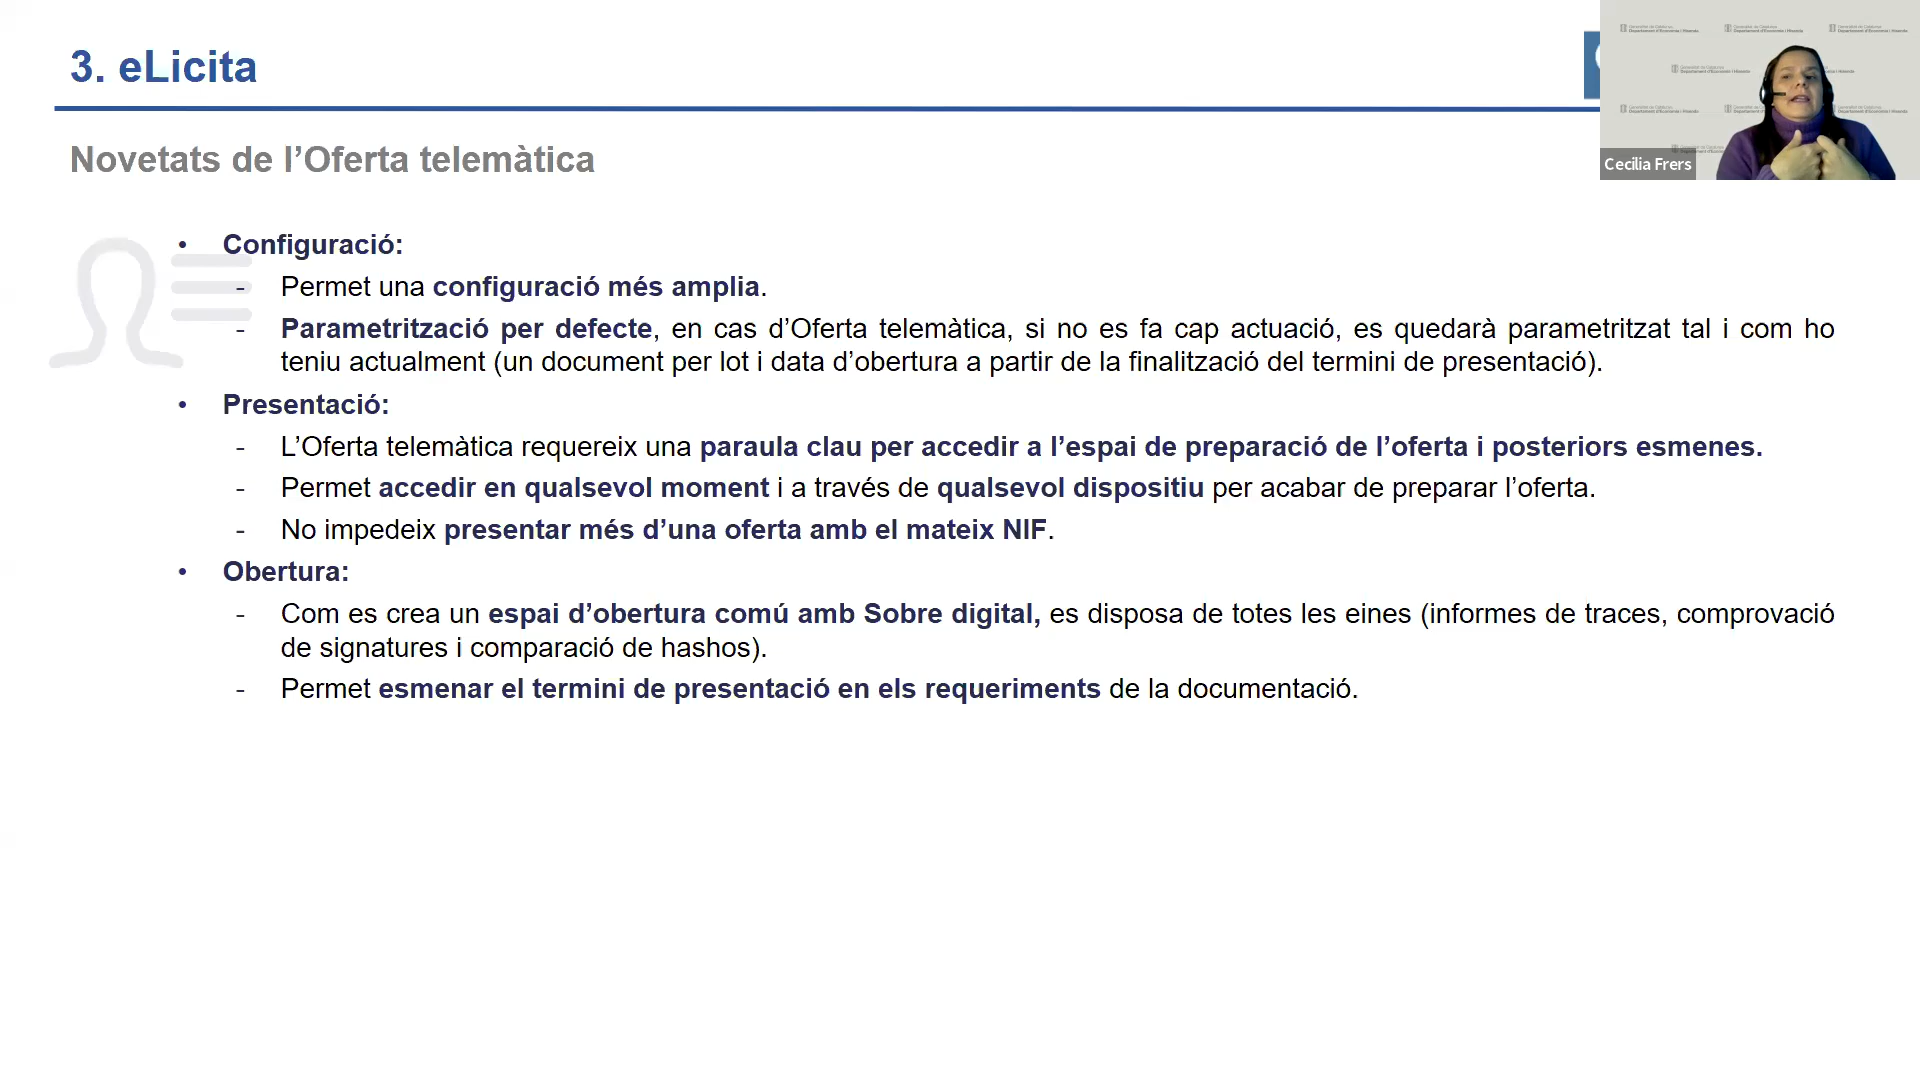 3. eLicita
Novetats de l’Oferta telemàtica
Cecilia Frers
• Configuració:
- Permet una configuració més amplia.
- Parametrització per defecte, en cas d’Oferta telemàtica, si no es fa cap actuació, es quedarà parametritzat tal i com ho
teniu actualment (un document per lot i data d’obertura a partir de la finalització del termini de presentació).
• Presentació:
- L’Oferta telemàtica requereix una paraula clau per accedir a l’espai de preparació de l’oferta i posteriors esmenes.
- Permet accedir en qualsevol moment i a través de qualsevol dispositiu per acabar de preparar l’oferta.
- No impedeix presentar més d’una oferta amb el mateix NIF.
• Obertura:
- Com es crea un espai d’obertura comú amb Sobre digital, es disposa de totes les eines (informes de traces, comprovació
de signatures i comparació de hashos).
- Permet esmenar el termini de presentació en els requeriments de la documentació.